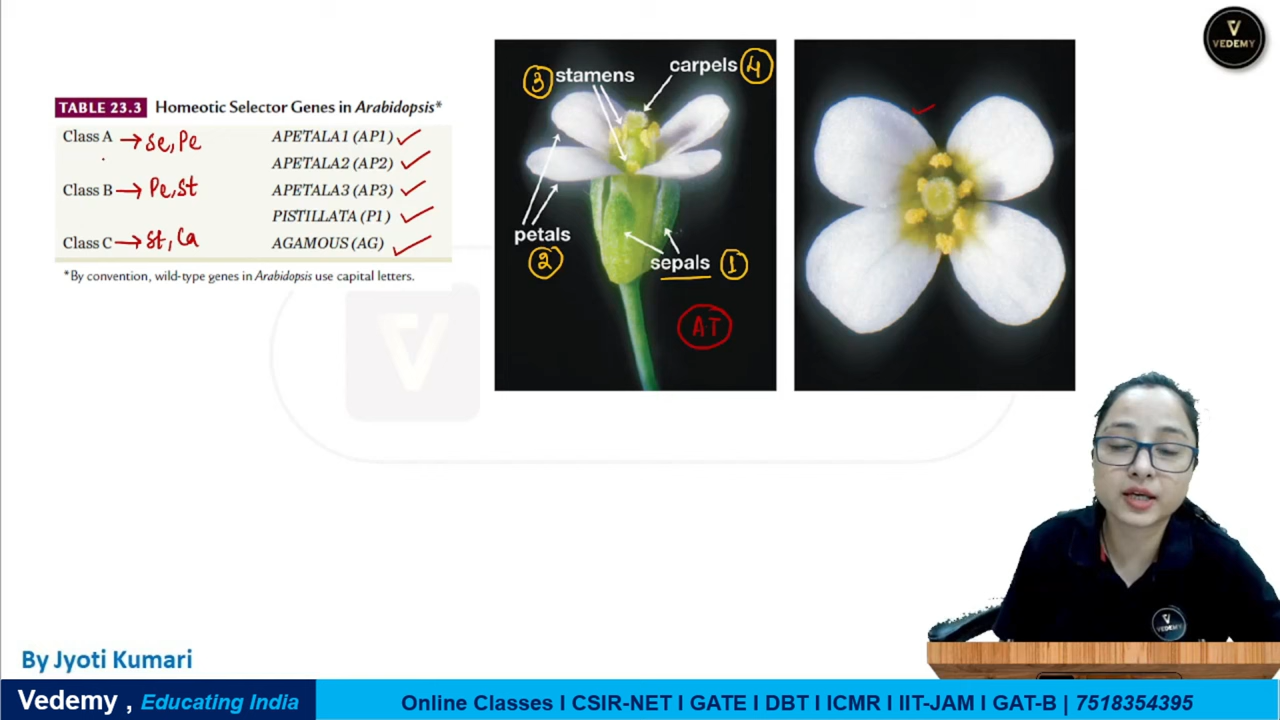 VEDEMY
TABLE 23.3 Homeotic Selector Genes in Arabidopsis*
Class A → Se, Pe APETALA1 (AP1)
APETALA2 (AP2)
Class B → Pe, St APETALA3 (AP3)
PISTILLATA (P1)
Class C → St, Ca AGAMOUS (AG)
*By convention, wild-type genes in Arabidopsis use capital letters.
carpels 4
3 stamens
petals
2
sepals 1
AT
VEDEMY
By Jyoti Kumari
Vedemy , Educating India
Online Classes I CSIR-NET I GATE I DBT I ICMR I IIT-JAM I GAT-B | 7518354395